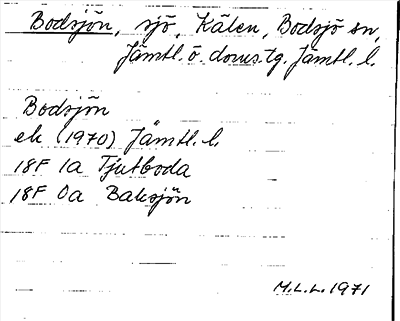 Bodsjön, sjö, Kälen, Bodsjö sn,
Jämtl. ö. doms.tg. Jämtl. l.
Bodsjön
ek (1970) Jämtl. l.
18F 1a Tjutboda
18F 0a Baksjön
M.L.L. 1971